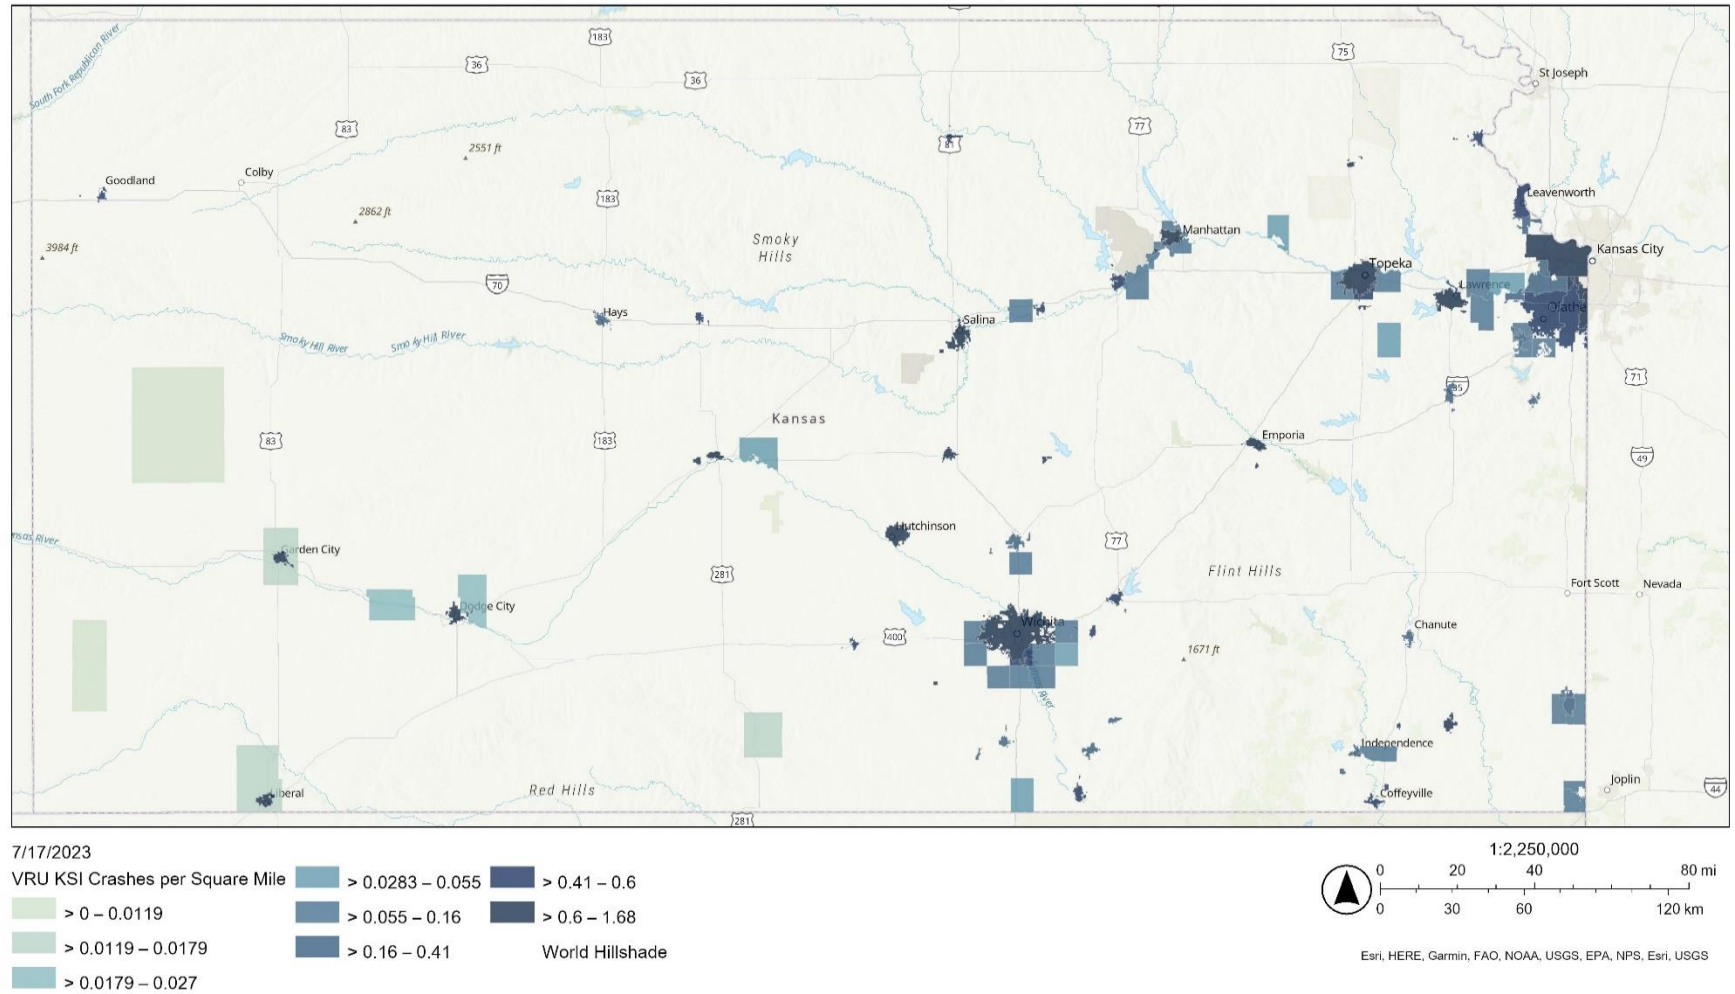 183
36
36
75
St Joseph
South Fork Republican River
83
77
81
2551 ft
Goodland
Colby
183
Leavenworth
2862 ft
Manhattan
Smoky
Hills
3984 ft
Kansas City
Topeka
70
Lawrence
Olathe
Hays
Salina
Smoky Hill River
Smoky Hill River
71
35
Kansas
83
183
Emporia
49
Hutchinson
nsas River
Garden City
77
281
Flint Hills
Fort Scott
Nevada
Dodge City
Wichita
Chanute
400
1671 ft
River
Independence
Joplin
44
Red Hills
Liberal
Coffeyville
281
7/17/2023
VRU KSI Crashes per Square Mile
> 0 – 0.0119
> 0.0119 – 0.0179
> 0.0179 – 0.027
> 0.0283 – 0.055
> 0.055 – 0.16
> 0.16 – 0.41
> 0.41 – 0.6
> 0.6 – 1.68
World Hillshade
1:2,250,000
0 20 40 80 mi
0 30 60 120 km
Esri, HERE, Garmin, FAO, NOAA, USGS, EPA, NPS, Esri, USGS